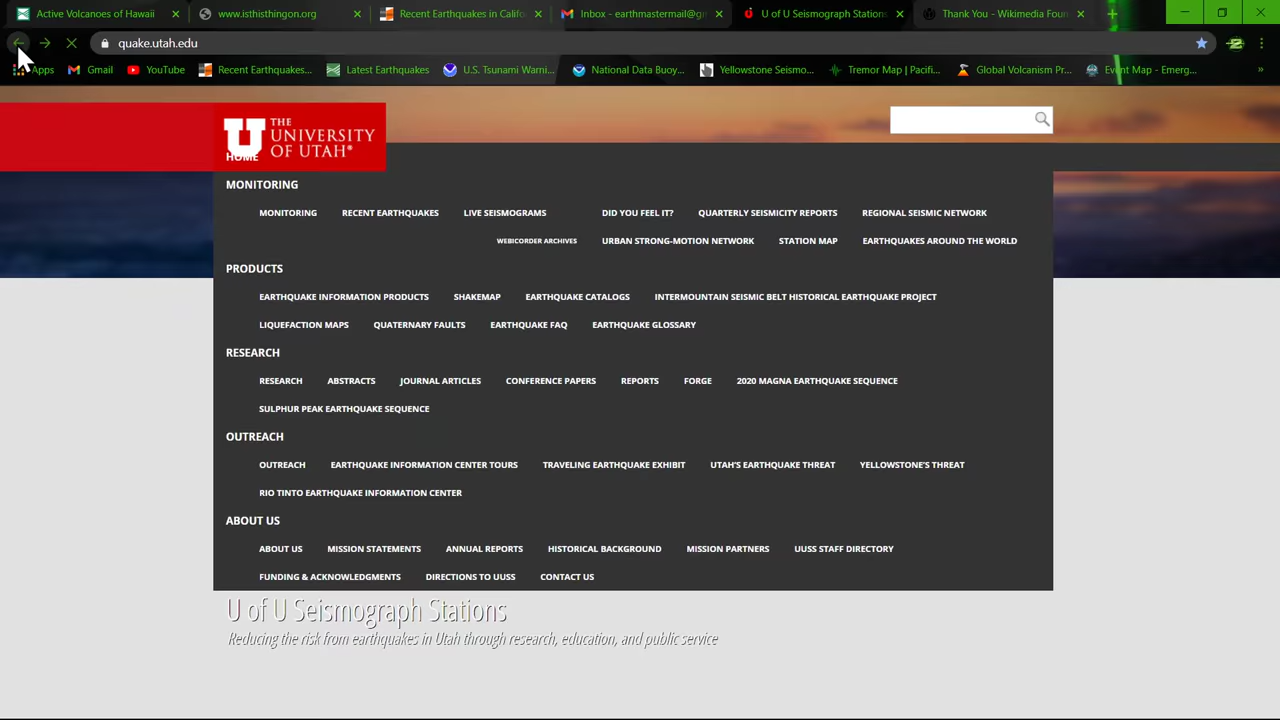 Active Volcanoes of Hawaii
www.isthisthingon.org
Recent Earthquakes in Califo
Inbox - earthmastermail@gm
U of U Seismograph Stations
Thank You - Wikimedia Foun
quake.utah.edu
Apps
Gmail
YouTube
Recent Earthquakes...
Latest Earthquakes
U.S. Tsunami Warni...
National Data Buoy...
Yellowstone Seismo...
Tremor Map | Pacifi...
Global Volcanism Pr...
Event Map - Emerg...
»
U THE
UNIVERSITY
OF UTAH®
HOME
MONITORING
MONITORING RECENT EARTHQUAKES LIVE SEISMOGRAMS DID YOU FEEL IT? QUARTERLY SEISMICITY REPORTS REGIONAL SEISMIC NETWORK
WEBICORDER ARCHIVES URBAN STRONG-MOTION NETWORK STATION MAP EARTHQUAKES AROUND THE WORLD
PRODUCTS
EARTHQUAKE INFORMATION PRODUCTS SHAKEMAP EARTHQUAKE CATALOGS INTERMOUNTAIN SEISMIC BELT HISTORICAL EARTHQUAKE PROJECT
LIQUEFACTION MAPS QUATERNARY FAULTS EARTHQUAKE FAQ EARTHQUAKE GLOSSARY
RESEARCH
RESEARCH ABSTRACTS JOURNAL ARTICLES CONFERENCE PAPERS REPORTS FORGE 2020 MAGNA EARTHQUAKE SEQUENCE
SULPHUR PEAK EARTHQUAKE SEQUENCE
OUTREACH
OUTREACH EARTHQUAKE INFORMATION CENTER TOURS TRAVELING EARTHQUAKE EXHIBIT UTAH'S EARTHQUAKE THREAT YELLOWSTONE'S THREAT
RIO TINTO EARTHQUAKE INFORMATION CENTER
ABOUT US
ABOUT US MISSION STATEMENTS ANNUAL REPORTS HISTORICAL BACKGROUND MISSION PARTNERS UUSS STAFF DIRECTORY
FUNDING & ACKNOWLEDGMENTS DIRECTIONS TO UUSS CONTACT US
U of U Seismograph Stations
Reducing the risk from earthquakes in Utah through research, education, and public service